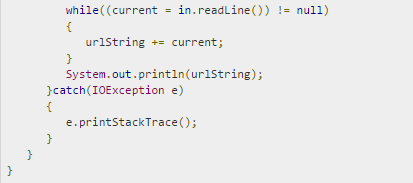 while((current = in.readLine()) != null)
{
urlString += current;
}
System.out.println(urlString);
}catch(IOException e)
{
e.printStackTrace();
}
}
}